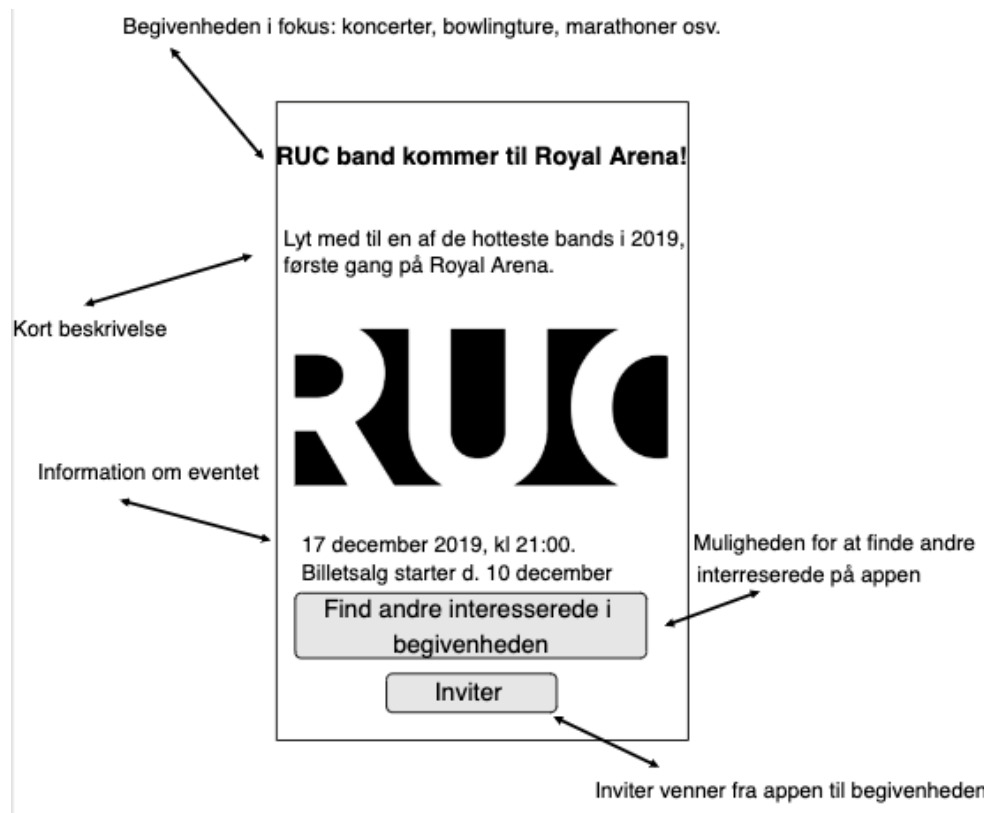 Begivenheden i fokus: koncerter, bowlingture, marathoner osv.
RUC band kommer til Royal Arena!
Lyt med til en af de hotteste bands i 2019,
første gang på Royal Arena.
Kort beskrivelse
RUC
Information om eventet
17 december 2019, kl 21:00.
Billetsalg starter d. 10 december
Muligheden for at finde andre
interreserede på appen
Find andre interesserede i
begivenheden
Inviter
Inviter venner fra appen til begivenheden